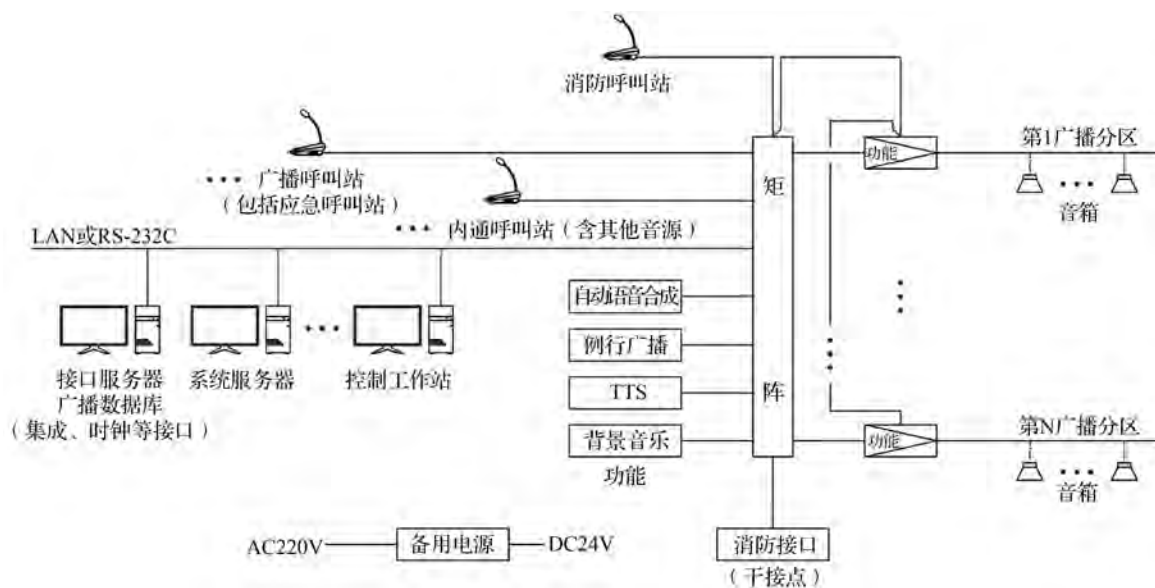 消防呼叫站
功能
第1广播分区
音箱
广播呼叫站
（包括应急呼叫站）
矩
阵
内通呼叫站（含其他音源）
LAN或RS-232C
自动语音合成
例行广播
TTS
背景音乐
功能
接口服务器
广播数据库
（集成、时钟等接口）
系统服务器
控制工作站
功能
第N广播分区
音箱
AC220V
备用电源
DC24V
消防接口
（干接点）